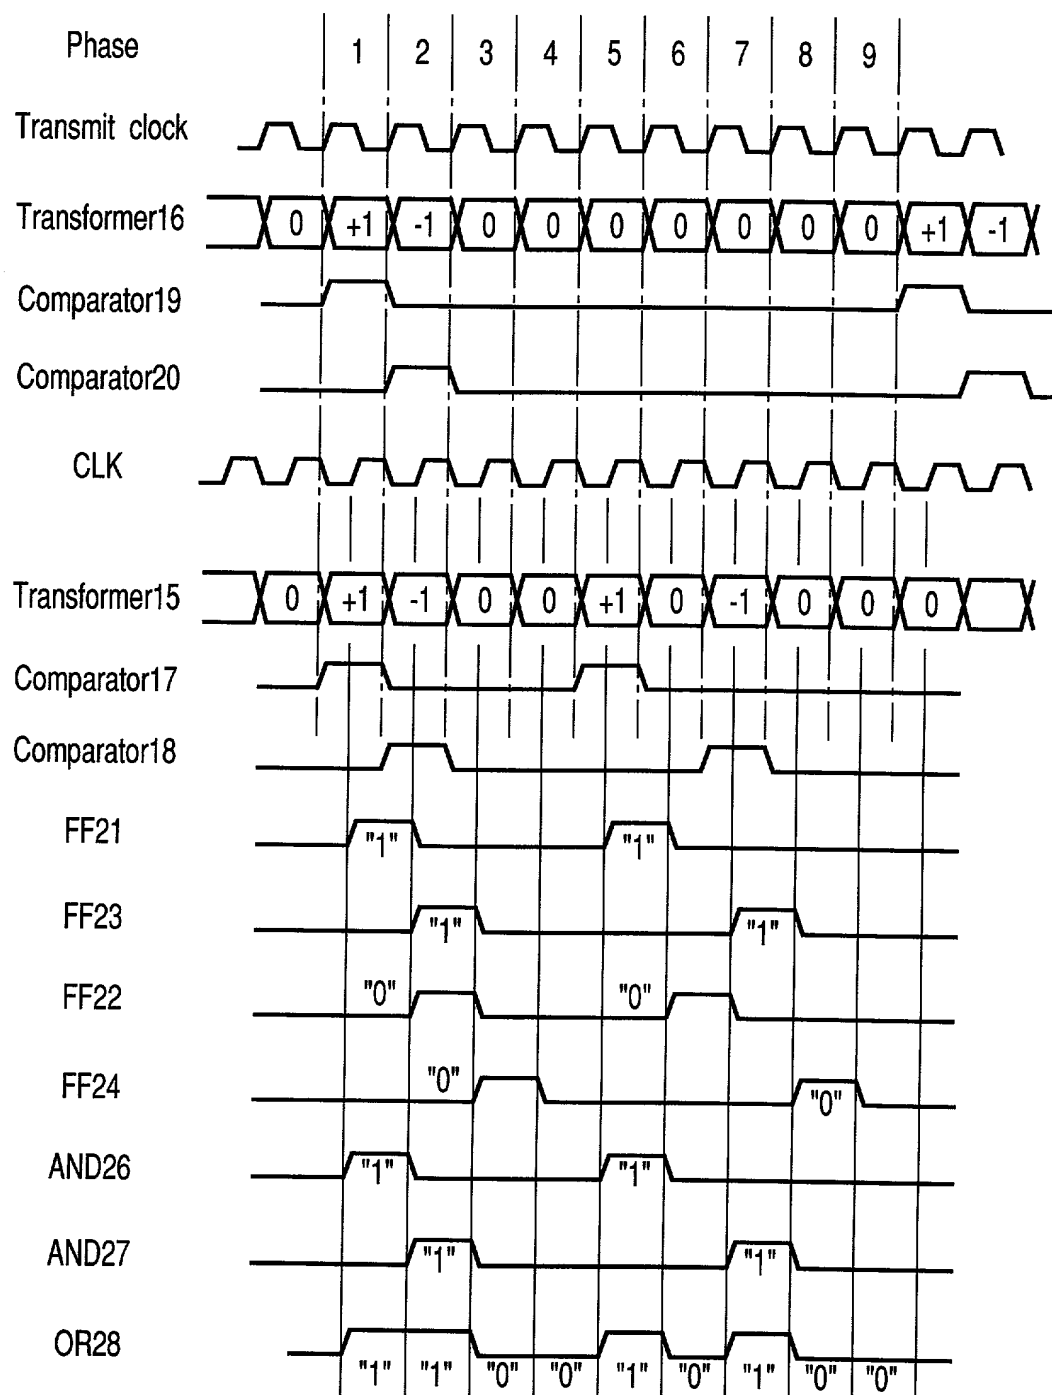 Phase 1 2 3 4 5 6 7 8 9
Transmit clock
Transformer16 0 +1 -1 0 0 0 0 0 0 0 +1 -1
Comparator19
Comparator20
CLK
Transformer15 0 +1 -1 0 0 +1 0 -1 0 0 0
Comparator17
Comparator18
FF21 "1" "1"
FF23 "1" "1"
FF22 "0" "0"
FF24 "0" "0"
AND26 "1" "1"
AND27 "1" "1"
OR28
"1" "1" "0" "0" "1" "0" "1" "0" "0"